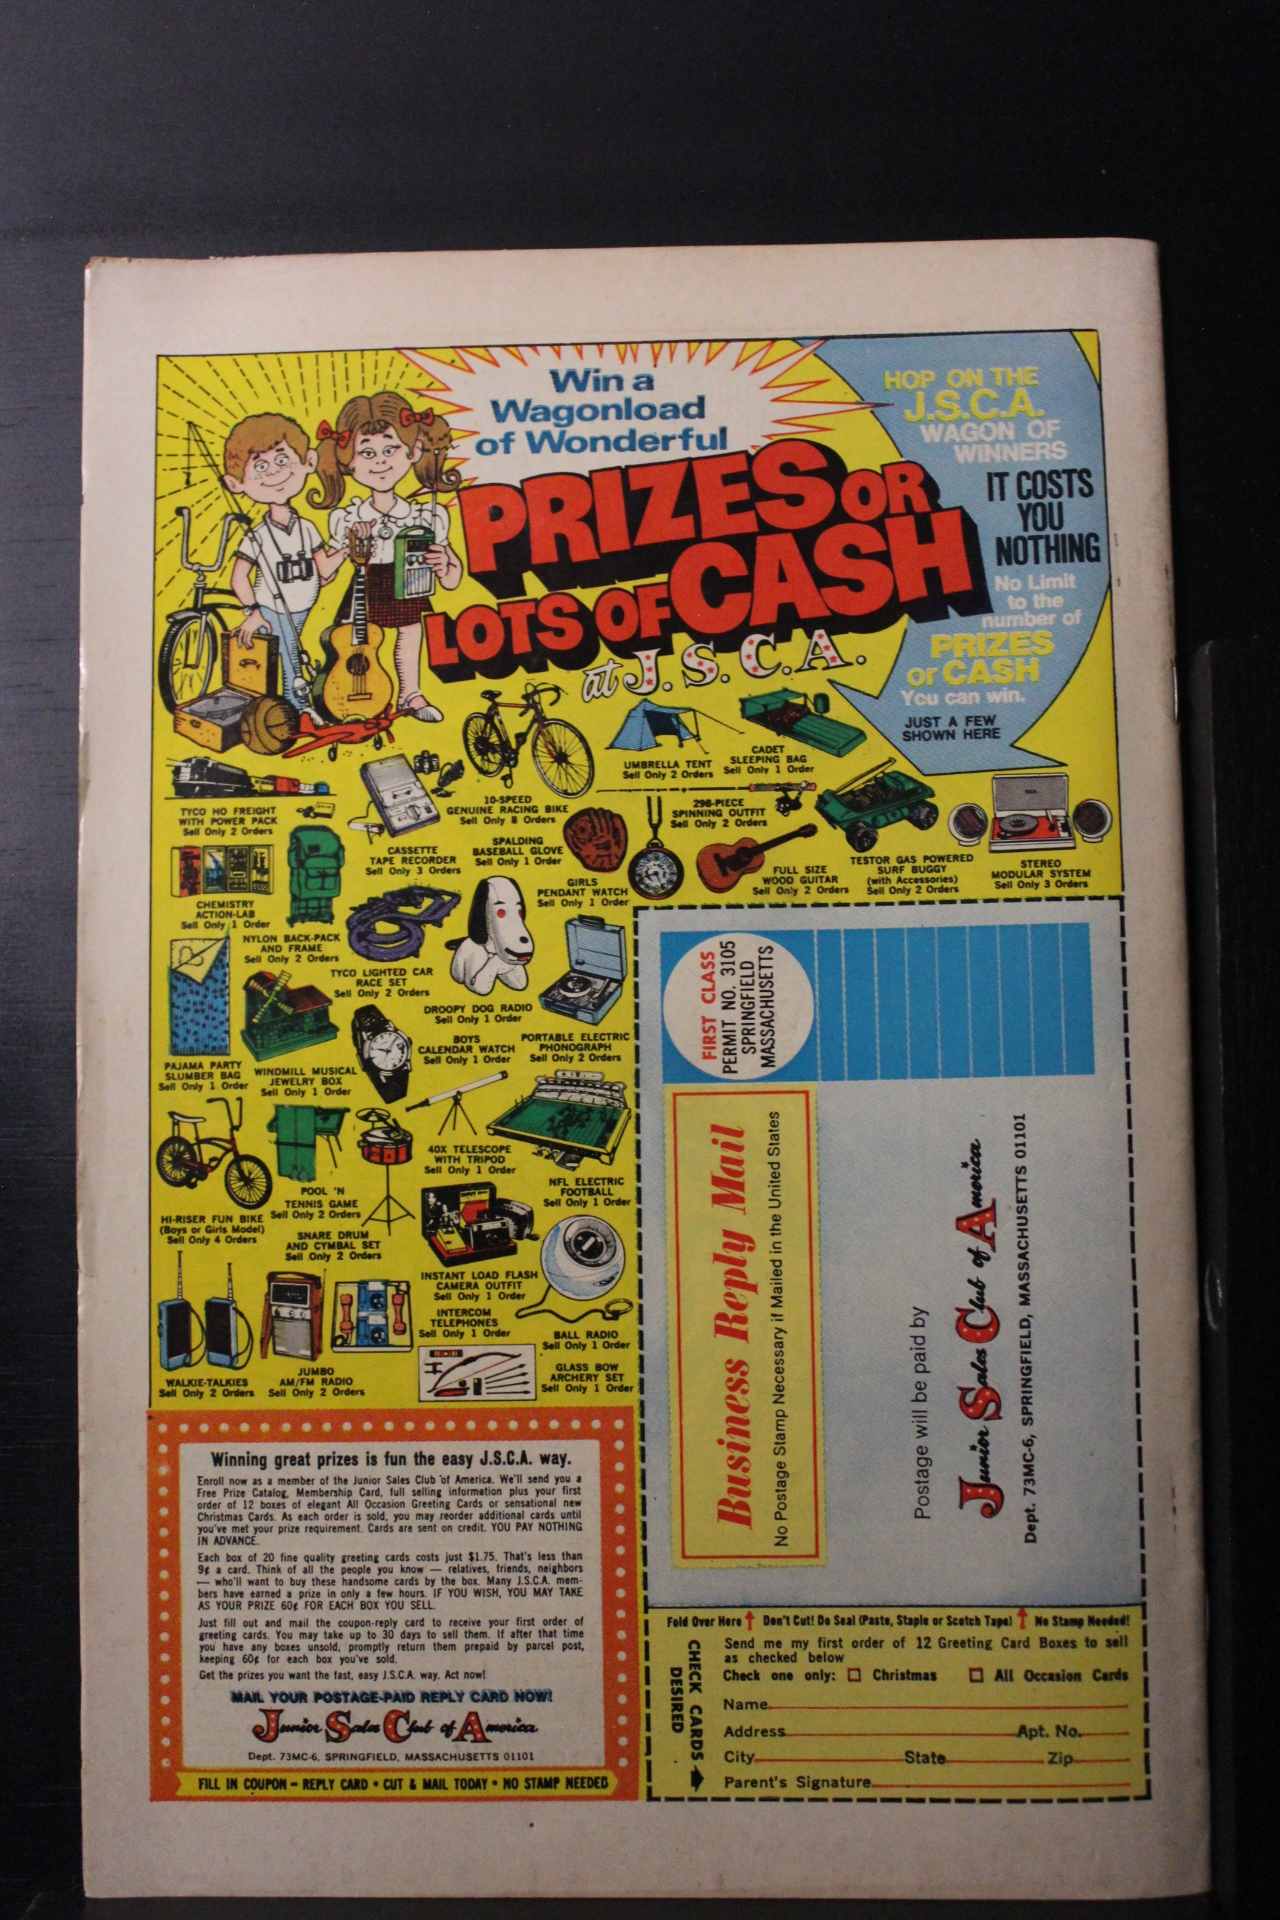 Win a
Wagonload
of Wonderful
PRIZES OR
LOTS OF CASH
at J.S.C.A.
HOP ON THE
J.S.C.A.
WAGON OF
WINNERS
IT COSTS
YOU
NOTHING
No Limit
to the
number of
PRIZES
or CASH
You can win.
JUST A FEW
SHOWN HERE
UMBRELLA TENT
Sell Only 2 Orders
CADET
SLEEPING BAG
Sell Only 1 Order
TYCO HO FREIGHT
WITH POWER PACK
Sell Only 2 Orders
CASSETTE
TAPE RECORDER
Sell Only 3 Orders
10-SPEED
GENUINE RACING BIKE
Sell Only 8 Orders
SPALDING
BASEBALL GLOVE
Sell Only 1 Order
298-PIECE
SPINNING OUTFIT
Sell Only 2 Orders
GIRLS
PENDANT WATCH
Sell Only 1 Order
FULL SIZE
WOOD GUITAR
Sell Only 2 Orders
TESTOR GAS POWERED
SURF BUGGY
(with Accessories)
Sell Only 2 Orders
STEREO
MODULAR SYSTEM
Sell Only 3 Orders
CHEMISTRY
ACTION-LAB
Sell Only 1 Order
NYLON BACK-PACK
AND FRAME
Sell Only 2 Orders
TYCO LIGHTED CAR
RACE SET
Sell Only 2 Orders
DROOPY DOG RADIO
Sell Only 1 Order
PAJAMA PARTY
SLUMBER BAG
Sell Only 1 Order
WINDMILL MUSICAL
JEWELRY BOX
Sell Only 1 Order
BOYS
CALENDAR WATCH
Sell Only 1 Order
PORTABLE ELECTRIC
PHONOGRAPH
Sell Only 2 Orders
40X TELESCOPE
WITH TRIPOD
Sell Only 1 Order
NFL ELECTRIC
FOOTBALL
Sell Only 1 Order
HI-RISER FUN BIKE
(Boys or Girls Model)
Sell Only 4 Orders
POOL 'N
TENNIS GAME
Sell Only 2 Orders
SNARE DRUM
AND CYMBAL SET
Sell Only 2 Orders
INSTANT LOAD FLASH
CAMERA OUTFIT
Sell Only 1 Order
INTERCOM
TELEPHONES
Sell Only 1 Order
BALL RADIO
Sell Only 1 Order
WALKIE-TALKIES
Sell Only 2 Orders
JUMBO
AM/FM RADIO
Sell Only 2 Orders
GLASS BOW
ARCHERY SET
Sell Only 1 Order
Winning great prizes is fun the easy J.S.C.A. way.
Enroll now as a member of the Junior Sales Club of America. We'll send you a
Free Prize Catalog, Membership Card, full selling information plus your first
order of 12 boxes of elegant All Occasion Greeting Cards or sensational new
Christmas Cards. As each order is sold, you may reorder additional cards until
you've met your prize requirement. Cards are sent on credit. YOU PAY NOTHING
IN ADVANCE.
Each box of 20 fine quality greeting cards costs just $1.75. That's less than
9¢ a card. Think of all the people you know — relatives, friends, neighbors
— who'll want to buy these handsome cards by the box. Many J.S.C.A. mem-
bers have earned a prize in only a few hours. IF YOU WISH, YOU MAY TAKE
AS YOUR PRIZE 60¢ FOR EACH BOX YOU SELL.
Just fill out and mail the coupon-reply card to receive your first order of
greeting cards. You may take up to 30 days to sell them. If after that time
you have any boxes unsold, promptly return them prepaid by parcel post,
keeping 60¢ for each box you've sold.
Get the prizes you want the fast, easy J.S.C.A. way. Act now!
MAIL YOUR POSTAGE-PAID REPLY CARD NOW!
Junior Sales Club of America
Dept. 73MC-6, SPRINGFIELD, MASSACHUSETTS 01101
FILL IN COUPON – REPLY CARD • CUT & MAIL TODAY • NO STAMP NEEDED
FIRST CLASS
PERMIT NO. 3105
SPRINGFIELD
MASSACHUSETTS
Business Reply Mail
No Postage Stamp Necessary if Mailed in the United States
Postage will be paid by
Junior Sales Club of America
Dept. 73MC-6, SPRINGFIELD, MASSACHUSETTS 01101
Fold Over Here Don't Cut! Do Seal (Paste, Staple or Scotch Tape) No Stamp Needed!
CHECK CARDS
DESIRED
Send me my first order of 12 Greeting Card Boxes to sell
as checked below
Check one only: Christmas All Occasion Cards
Name
Address Apt. No.
City State Zip
Parent's Signature